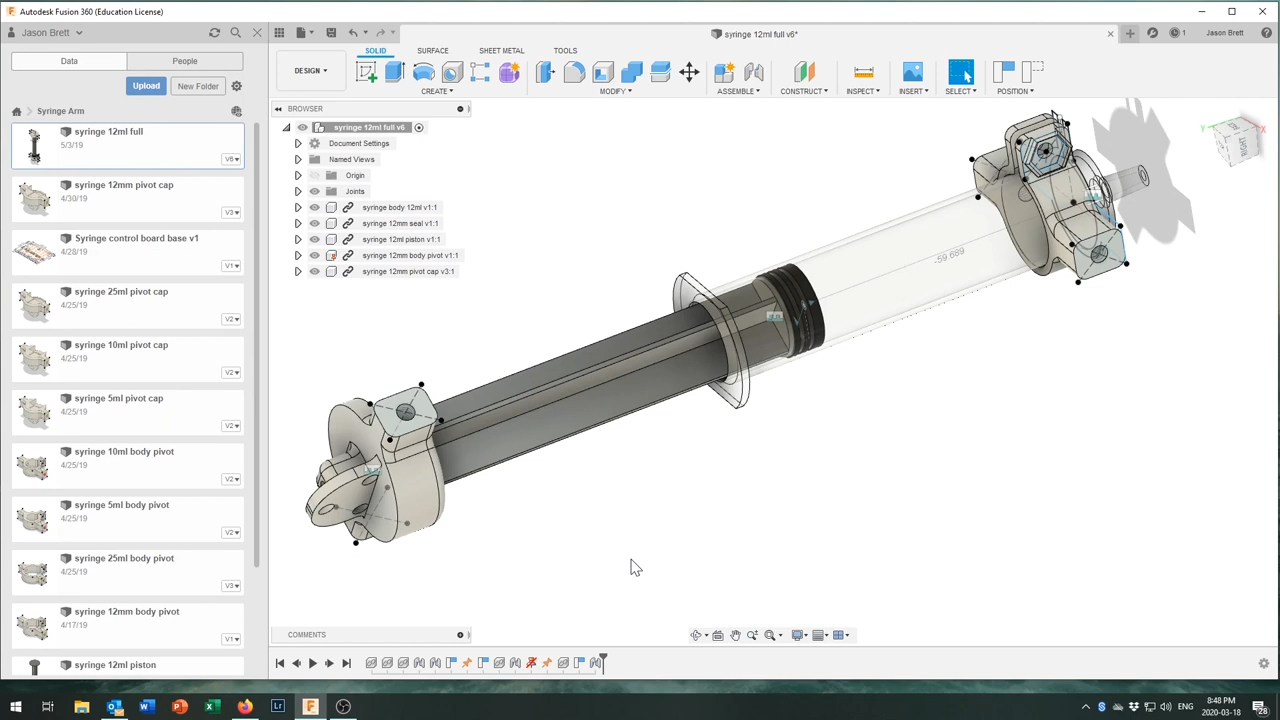 Autodesk Fusion 360 (Education License)
Jason Brett
syringe 12ml full v6*
1
Jason Brett
Data
People
SOLID
SURFACE
SHEET METAL
TOOLS
Upload
New Folder
DESIGN
CREATE
MODIFY
ASSEMBLE
CONSTRUCT
INSPECT
INSERT
SELECT
POSITION
Syringe Arm
BROWSER
syringe 12ml full
5/3/19
V6
syringe 12mm pivot cap
4/30/19
V3
Syringe control board base v1
4/28/19
V1
syringe 25ml pivot cap
4/25/19
V2
syringe 10ml pivot cap
4/25/19
V2
syringe 5ml pivot cap
4/25/19
V2
syringe 10ml body pivot
4/25/19
V2
syringe 5ml body pivot
4/25/19
V2
syringe 25ml body pivot
4/25/19
V3
syringe 12mm body pivot
4/17/19
V1
syringe 12ml piston
syringe 12ml full v6
Document Settings
Named Views
Origin
Joints
syringe body 12ml v1:1
syringe 12mm seal v1:1
syringe 12ml piston v1:1
syringe 12mm body pivot v1:1
syringe 12mm pivot cap v3:1
-59.689
Y
X
RIGHT
COMMENTS
8:48 PM
ENG
2020-03-18
28